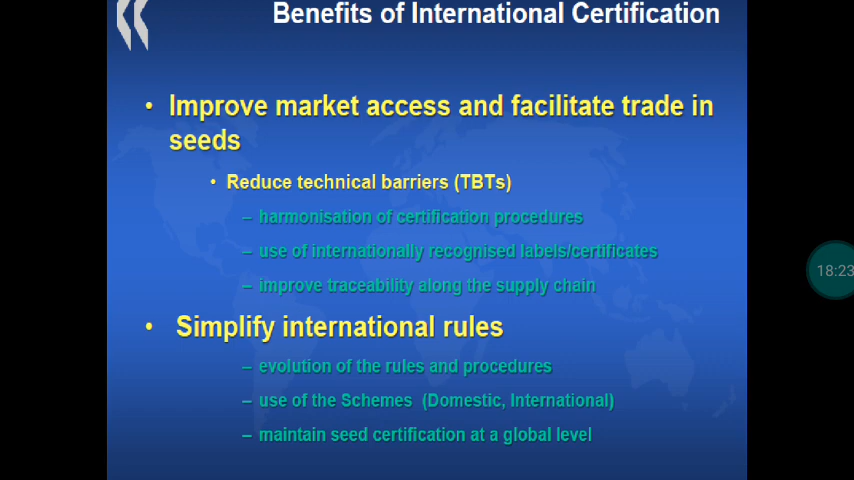 Benefits of International Certification
• Improve market access and facilitate trade in
seeds
• Reduce technical barriers (TBTs)
– harmonisation of certification procedures
– use of internationally recognised labels/certificates
– improve traceability along the supply chain
• Simplify international rules
– evolution of the rules and procedures
– use of the Schemes (Domestic, International)
– maintain seed certification at a global level
18:23